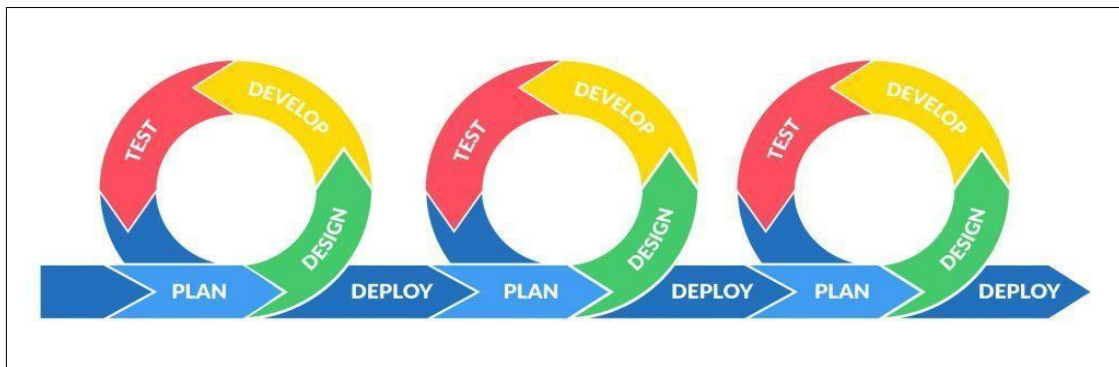 DEVELOP
TEST
DESIGN
PLAN
DEPLOY
DEVELOP
TEST
DESIGN
PLAN
DEPLOY
DEVELOP
TEST
DESIGN
PLAN
DEPLOY